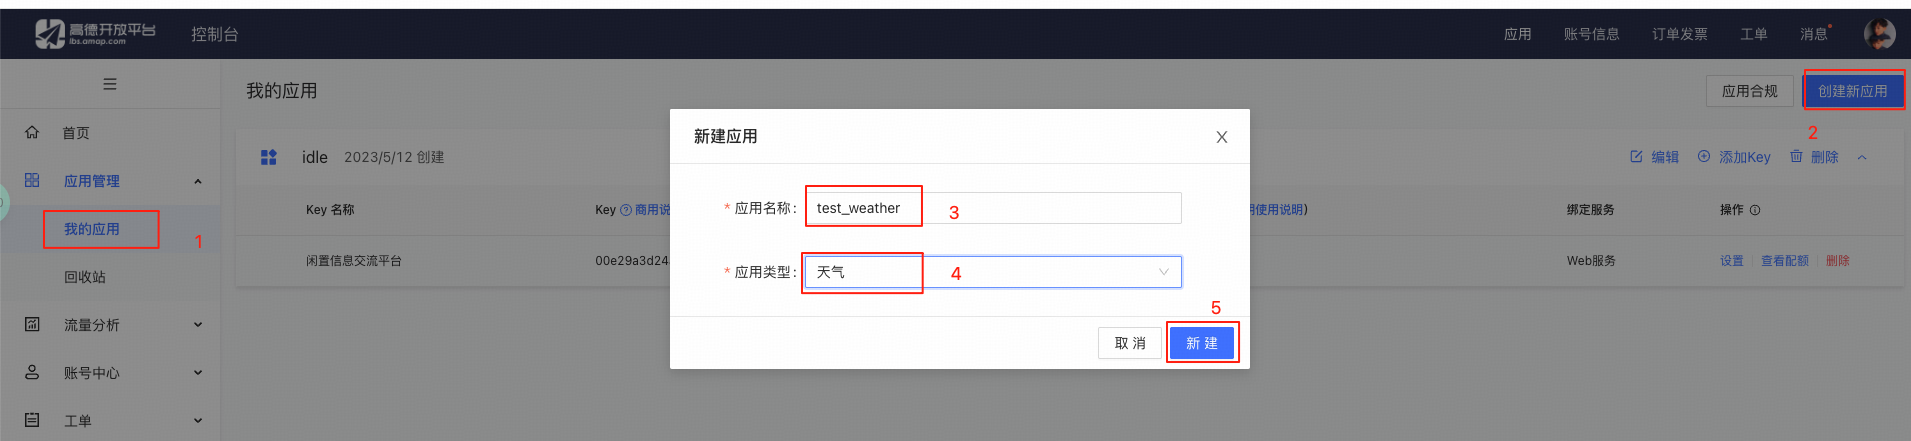 高德开放平台
lbs.amap.com
控制台
应用
账号信息
订单发票
工单
消息
我的应用
应用合规
创建新应用
2
首页
应用管理
我的应用
1
回收站
流量分析
账号中心
工单
idle 2023/5/12 创建
编辑
添加Key
删除
Key 名称
Key
商用说
用使用说明)
绑定服务
操作
闲置信息交流平台
00e29a3d24
Web服务
设置
查看配额
删除
新建应用
* 应用名称: test_weather
3
* 应用类型: 天气
4
5
取 消
新 建